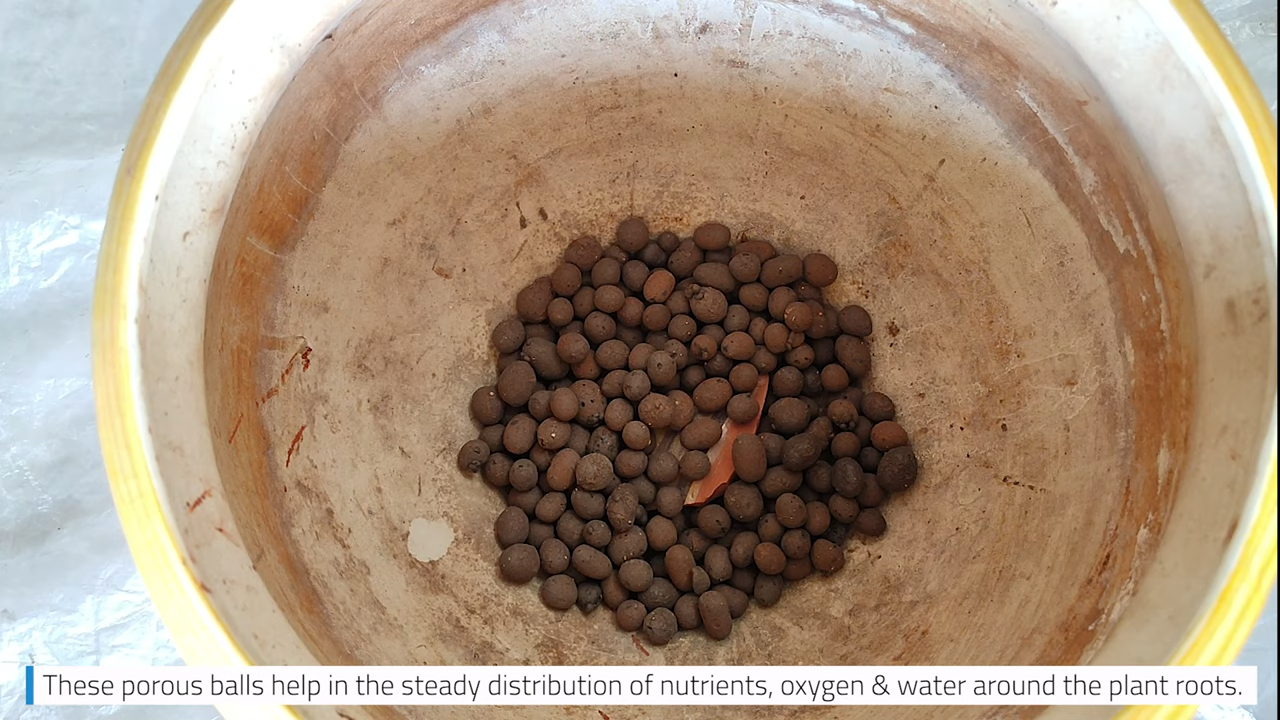 These porous balls help in the steady distribution of nutrients, oxygen & water around the plant roots.